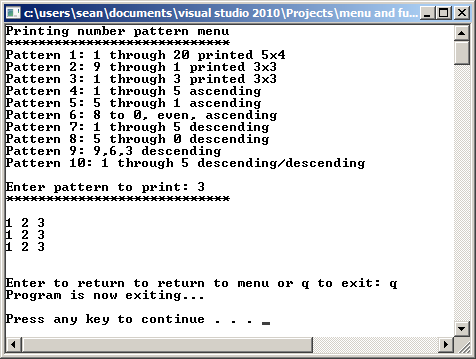 c:\users\sean\documents\visual studio 2010\Projects\menu and fu...
Printing number pattern menu
****************************
Pattern 1: 1 through 20 printed 5x4
Pattern 2: 9 through 1 printed 3x3
Pattern 3: 1 through 3 printed 3x3
Pattern 4: 1 through 5 ascending
Pattern 5: 5 through 1 ascending
Pattern 6: 8 to 0, even, ascending
Pattern 7: 1 through 5 descending
Pattern 8: 5 through 0 descending
Pattern 9: 9,6,3 descending
Pattern 10: 1 through 5 descending/descending
Enter pattern to print: 3
****************************
1 2 3
1 2 3
1 2 3
Enter to return to return to menu or q to exit: q
Program is now exiting...
Press any key to continue . . . _